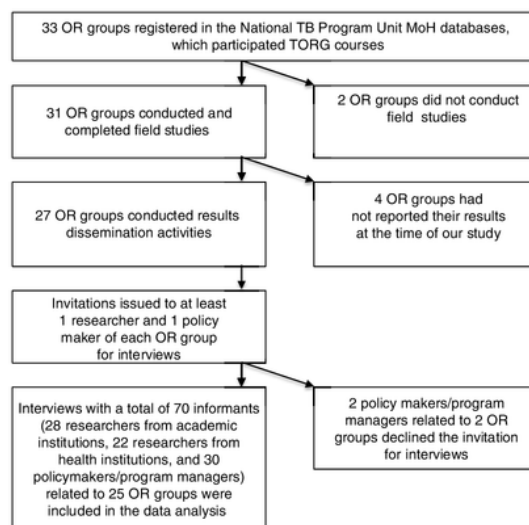 33 OR groups registered in the National TB Program Unit MoH databases,
which participated TORG courses
31 OR groups conducted and
completed field studies
2 OR groups did not conduct
field studies
27 OR groups conducted results
dissemination activities
4 OR groups had
not reported their results
at the time of our study
Invitations issued to at least
1 researcher and 1 policy
maker of each OR group
for interviews
Interviews with a total of 70 informants
(28 researchers from academic
institutions, 22 researchers from
health institutions, and 30
policymakers/program managers)
related to 25 OR groups were
included in the data analysis
2 policy makers/program
managers related to 2 OR
groups declined the invitation
for interviews